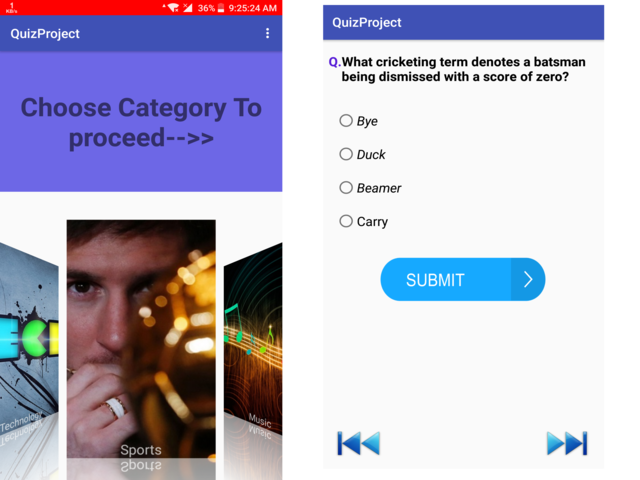 1
KB/s
36%
9:25:24 AM
QuizProject
Choose Category To
proceed-->>
Technology
Sports
Music
QuizProject
Q.What cricketing term denotes a batsman
being dismissed with a score of zero?
Bye
Duck
Beamer
Carry
SUBMIT